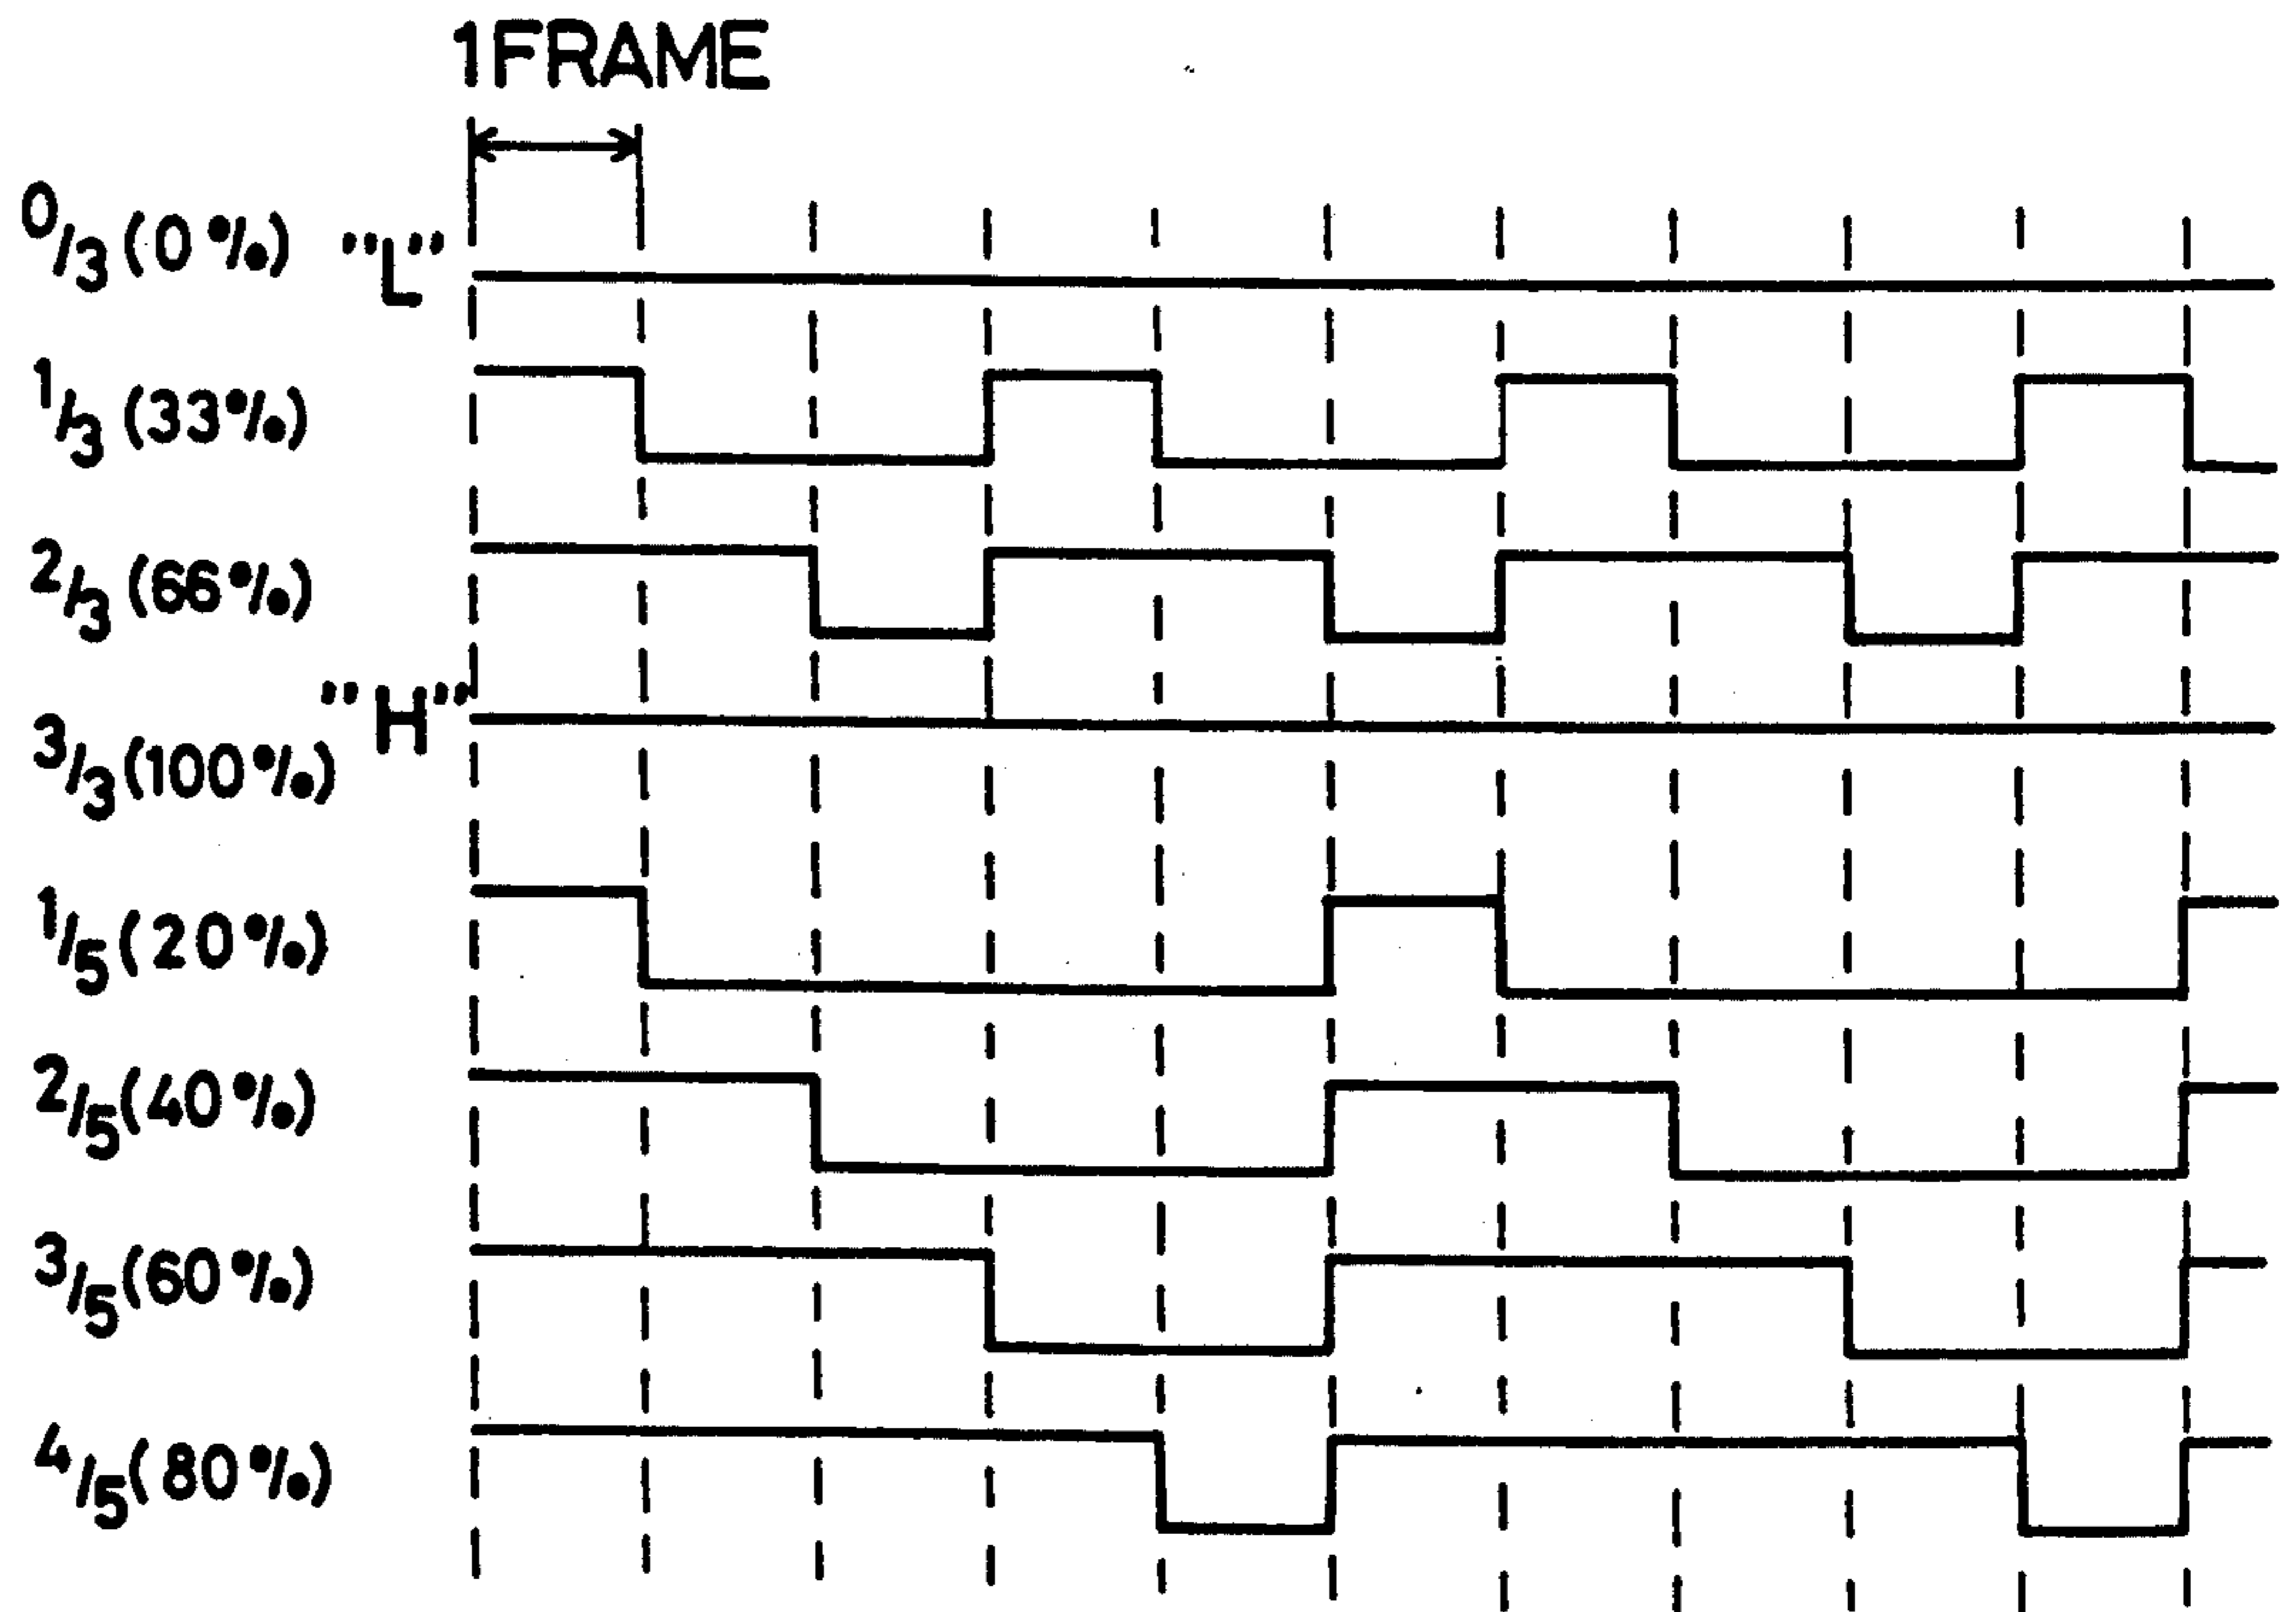 1FRAME
0/3(0%) "L"
1/3(33%)
2/3(66%)
"H"
3/3(100%)
1/5(20%)
2/5(40%)
3/5(60%)
4/5(80%)